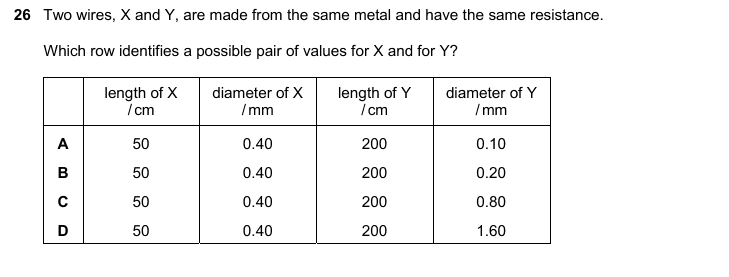 26 Two wires, X and Y, are made from the same metal and have the same resistance.
Which row identifies a possible pair of values for X and for Y?
length of X / cm diameter of X / mm length of Y / cm diameter of Y / mm
A 50 0.40 200 0.10
B 50 0.40 200 0.20
C 50 0.40 200 0.80
D 50 0.40 200 1.60